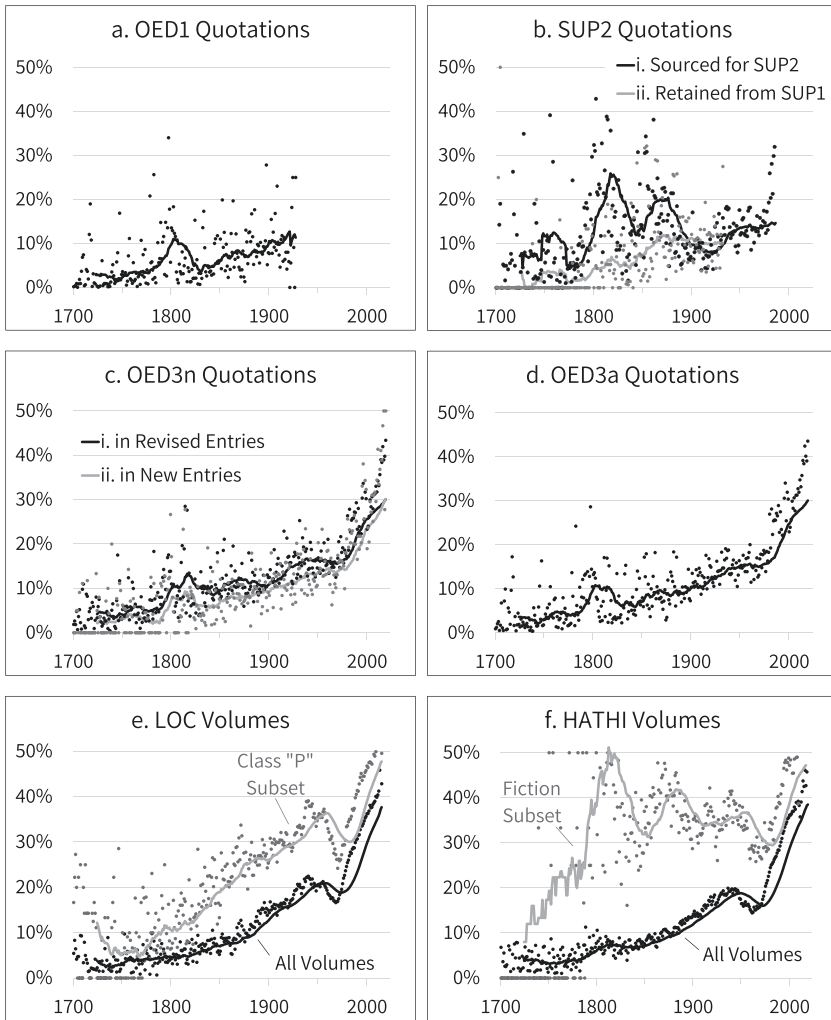 a. OED1 Quotations
50%
40%
30%
20%
10%
0%
1700 1800 1900 2000
b. SUP2 Quotations
i. Sourced for SUP2
ii. Retained from SUP1
50%
40%
30%
20%
10%
0%
1700 1800 1900 2000
c. OED3n Quotations
i. in Revised Entries
ii. in New Entries
50%
40%
30%
20%
10%
0%
1700 1800 1900 2000
d. OED3a Quotations
50%
40%
30%
20%
10%
0%
1700 1800 1900 2000
e. LOC Volumes
Class "P"
Subset
All Volumes
50%
40%
30%
20%
10%
0%
1700 1800 1900 2000
f. HATHI Volumes
Fiction
Subset
All Volumes
50%
40%
30%
20%
10%
0%
1700 1800 1900 2000